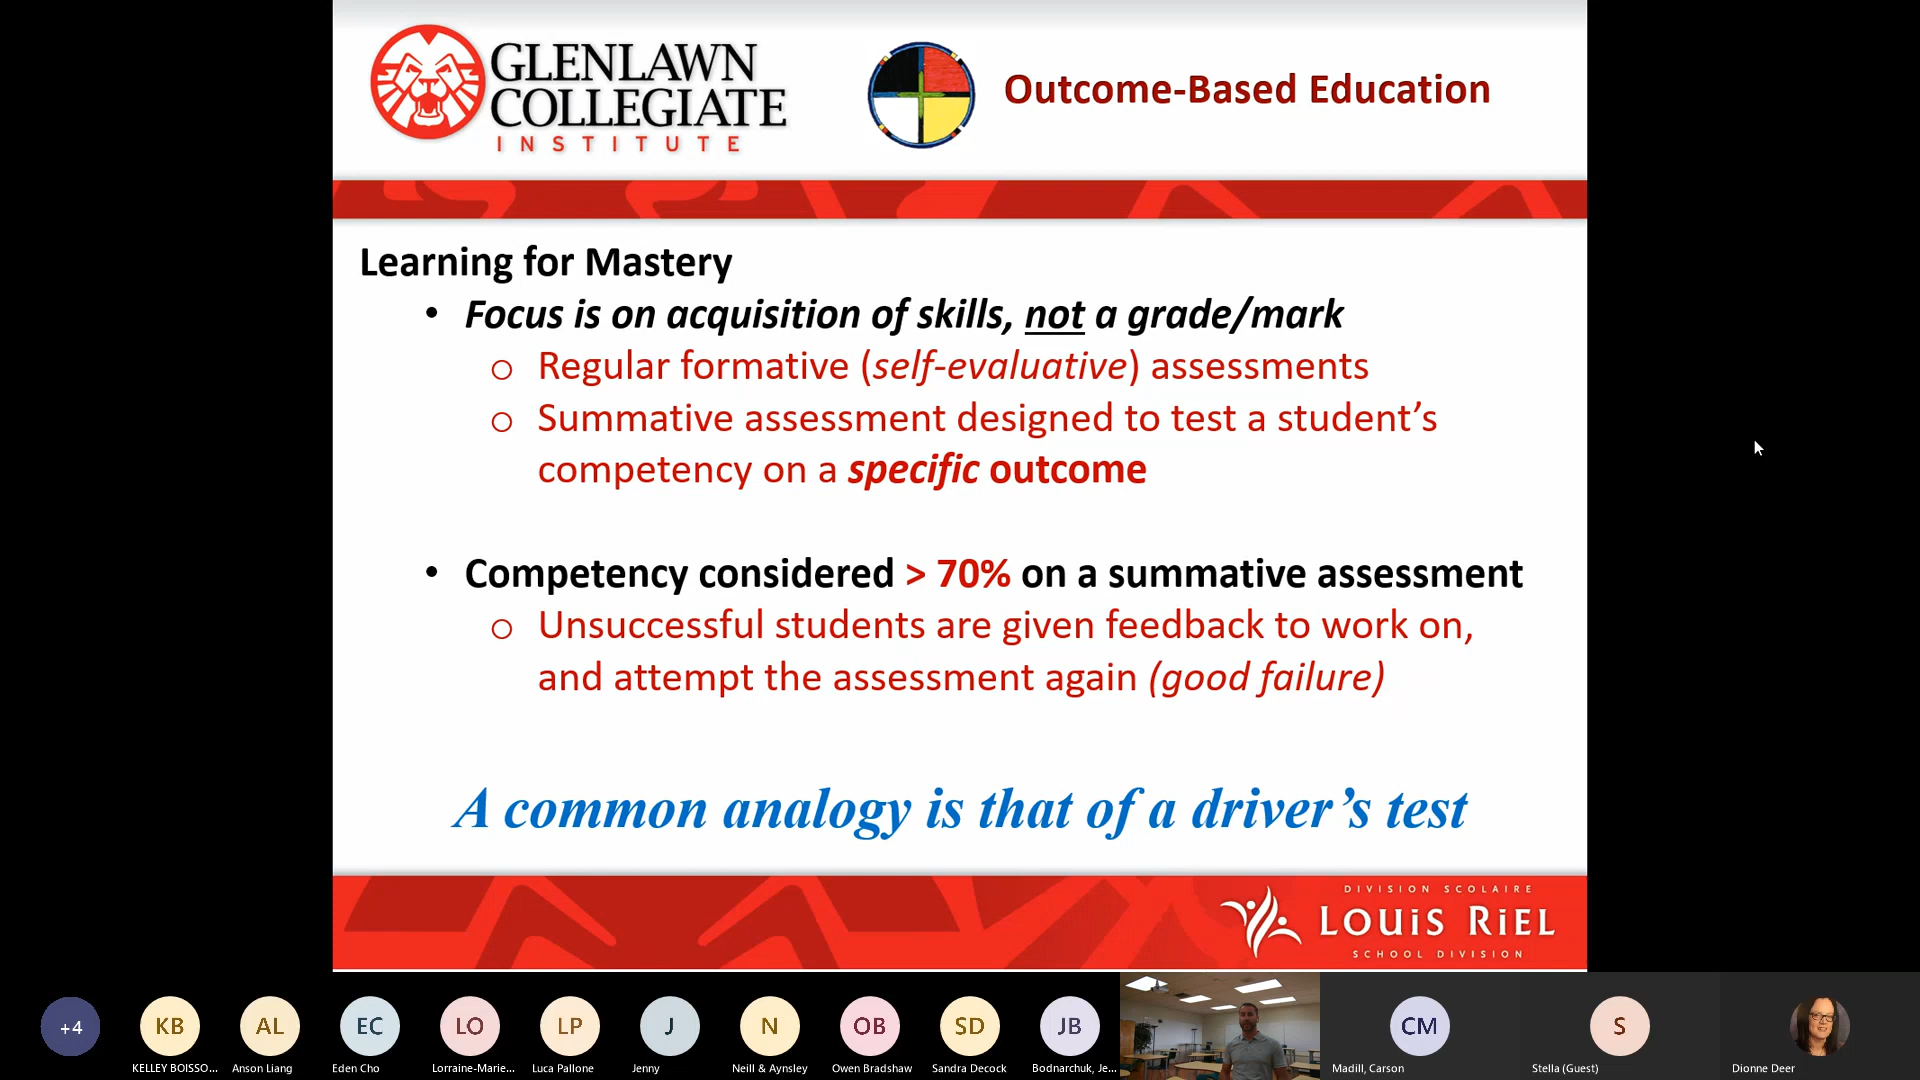 GLENLAWN
COLLEGIATE
INSTITUTE
Outcome-Based Education
Learning for Mastery
• Focus is on acquisition of skills, not a grade/mark
o Regular formative (self-evaluative) assessments
o Summative assessment designed to test a student’s
competency on a specific outcome
• Competency considered > 70% on a summative assessment
o Unsuccessful students are given feedback to work on,
and attempt the assessment again (good failure)
A common analogy is that of a driver’s test
DIVISION SCOLAIRE
LOUiS RiEL
SCHOOL DIVISION
+4 KB AL EC LO LP J N OB SD JB CM S
KELLEY BOISSO... Anson Liang Eden Cho Lorraine-Marie... Luca Pallone Jenny Neill & Aynsley Owen Bradshaw Sandra Decock Bodnarchuk, Je... Madill, Carson Stella (Guest) Dionne Deer